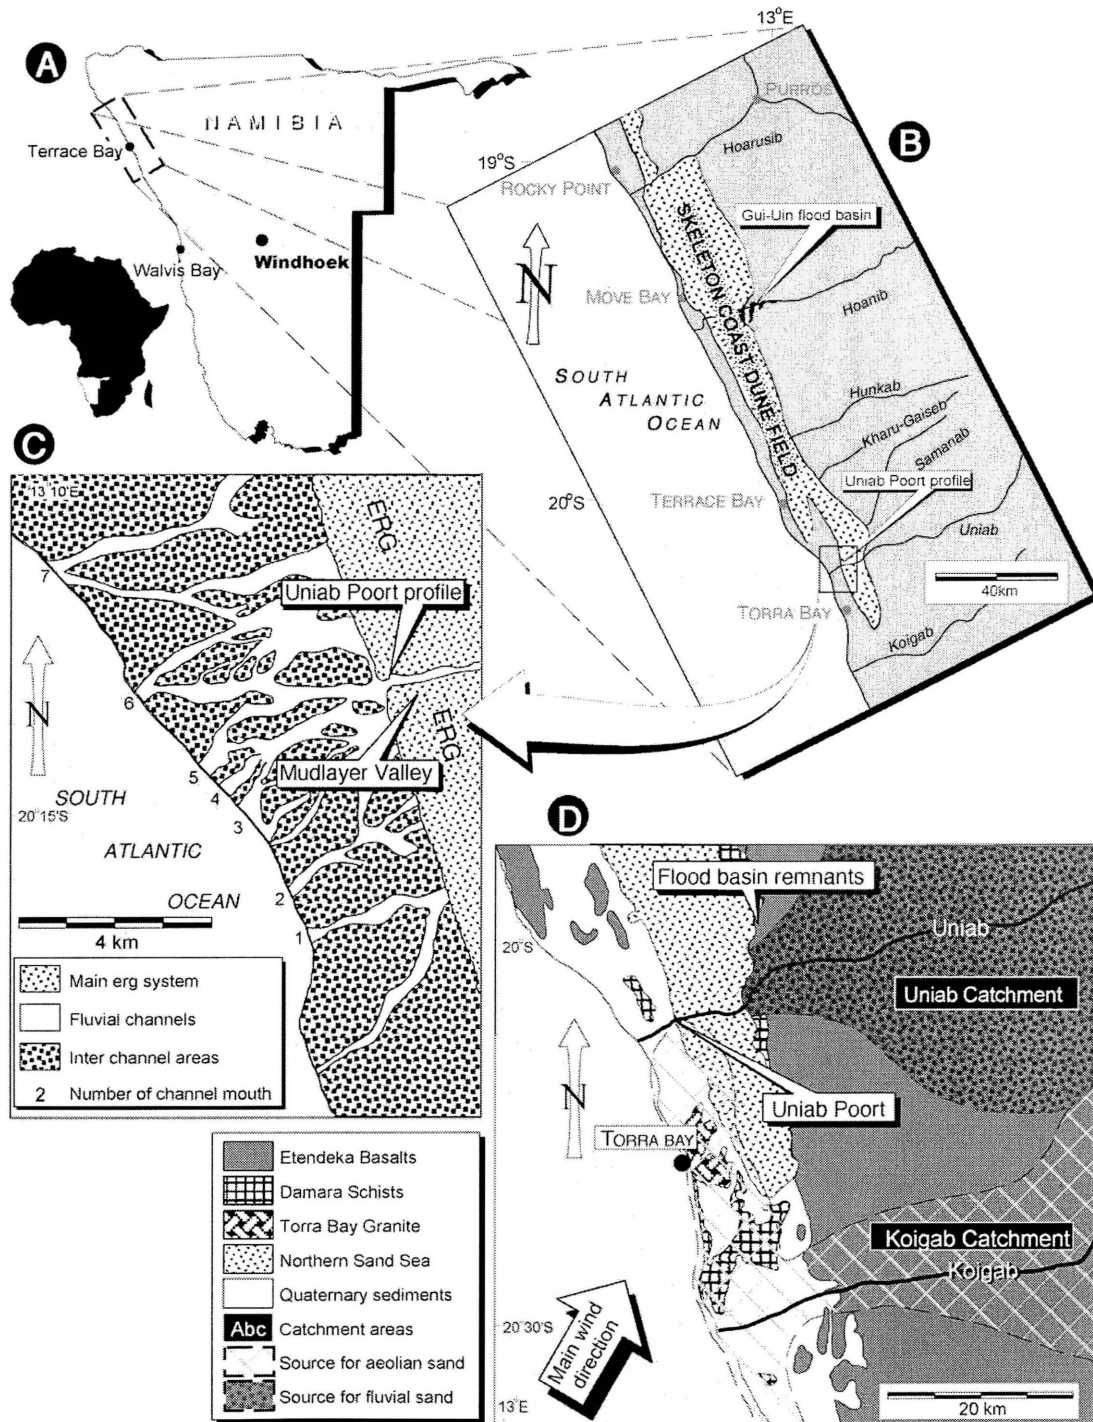 A
NAMIBIA
Terrace Bay
Walvis Bay
Windhoek
B
13°E
19°S
PURROS
Hoarusib
ROCKY POINT
Gui-Uin flood basin
N
SKELETON COAST DUNE FIELD
MOVE BAY
Hoanib
SOUTH
ATLANTIC
OCEAN
Hunkab
Kharu-Gaiseb
Samanab
20°S
TERRACE BAY
Uniab Poort profile
Uniab
40km
TORRA BAY
Koigab
C
13°10'E
ERG
7
Uniab Poort profile
N
6
ERG
Mudlayer Valley
5
4
3
20°15'S
SOUTH
ATLANTIC
OCEAN
2
1
4 km
Main erg system
Fluvial channels
Inter channel areas
2 Number of channel mouth
D
Flood basin remnants
20°S
Uniab
Uniab Catchment
N
Uniab Poort
TORRA BAY
Koigab Catchment
Koigab
20°30'S
Main wind
direction
13°E
20 km
Etendeka Basalts
Damara Schists
Torra Bay Granite
Northern Sand Sea
Quaternary sediments
Abc Catchment areas
Source for aeolian sand
Source for fluvial sand